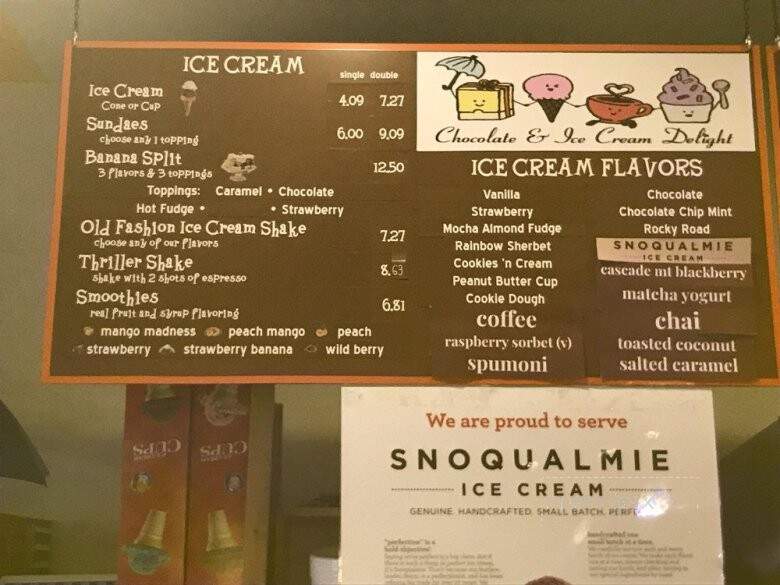 ICE CREAM
single double
Ice Cream
Cone or Cup
4.09 7.27
Sundaes
choose any 1 topping
6.00 9.09
Banana Split
3 flavors & 3 toppings
12.50
Toppings: Caramel • Chocolate
Hot Fudge • • Strawberry
Old Fashion Ice Cream Shake
choose any of our flavors
7.27
Thriller Shake
shake with 2 shots of espresso
8.63
Smoothies
real fruit and syrup flavoring
6.81
mango madness peach mango peach
strawberry strawberry banana wild berry
Chocolate & Ice Cream Delight
ICE CREAM FLAVORS
Vanilla
Strawberry
Mocha Almond Fudge
Rainbow Sherbet
Cookies 'n Cream
Peanut Butter Cup
Cookie Dough
coffee
raspberry sorbet (v)
spumoni
Chocolate
Chocolate Chip Mint
Rocky Road
SNOQUALMIE
ICE CREAM
cascade mt blackberry
matcha yogurt
chai
toasted coconut
salted caramel
CUPS CUPS
We are proud to serve
SNOQUALMIE
ICE CREAM
GENUINE. HANDCRAFTED. SMALL BATCH.